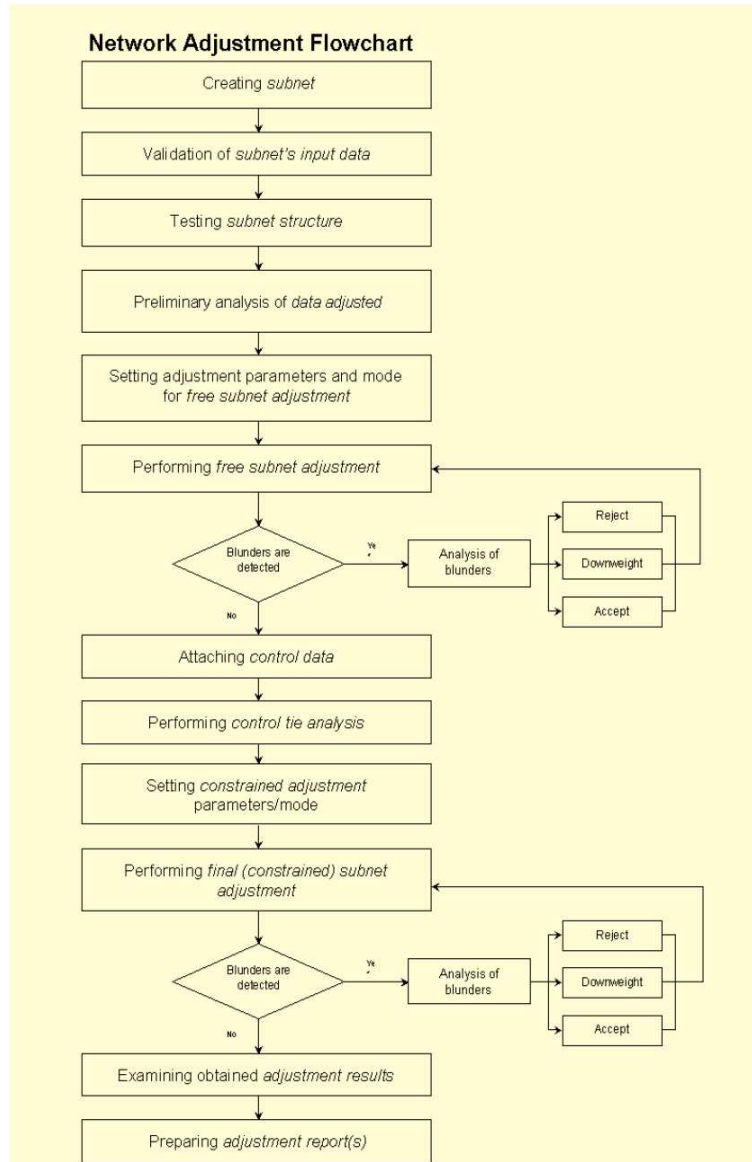 Network Adjustment Flowchart
Creating subnet
Validation of subnet's input data
Testing subnet structure
Preliminary analysis of data adjusted
Setting adjustment parameters and mode
for free subnet adjustment
Performing free subnet adjustment
Blunders are
detected
Ye
Analysis of
blunders
Reject
Downweight
Accept
No
Attaching control data
Performing control tie analysis
Setting constrained adjustment
parameters/mode
Performing final (constrained) subnet
adjustment
Blunders are
detected
Ye
Analysis of
blunders
Reject
Downweight
Accept
No
Examining obtained adjustment results
Preparing adjustment report(s)